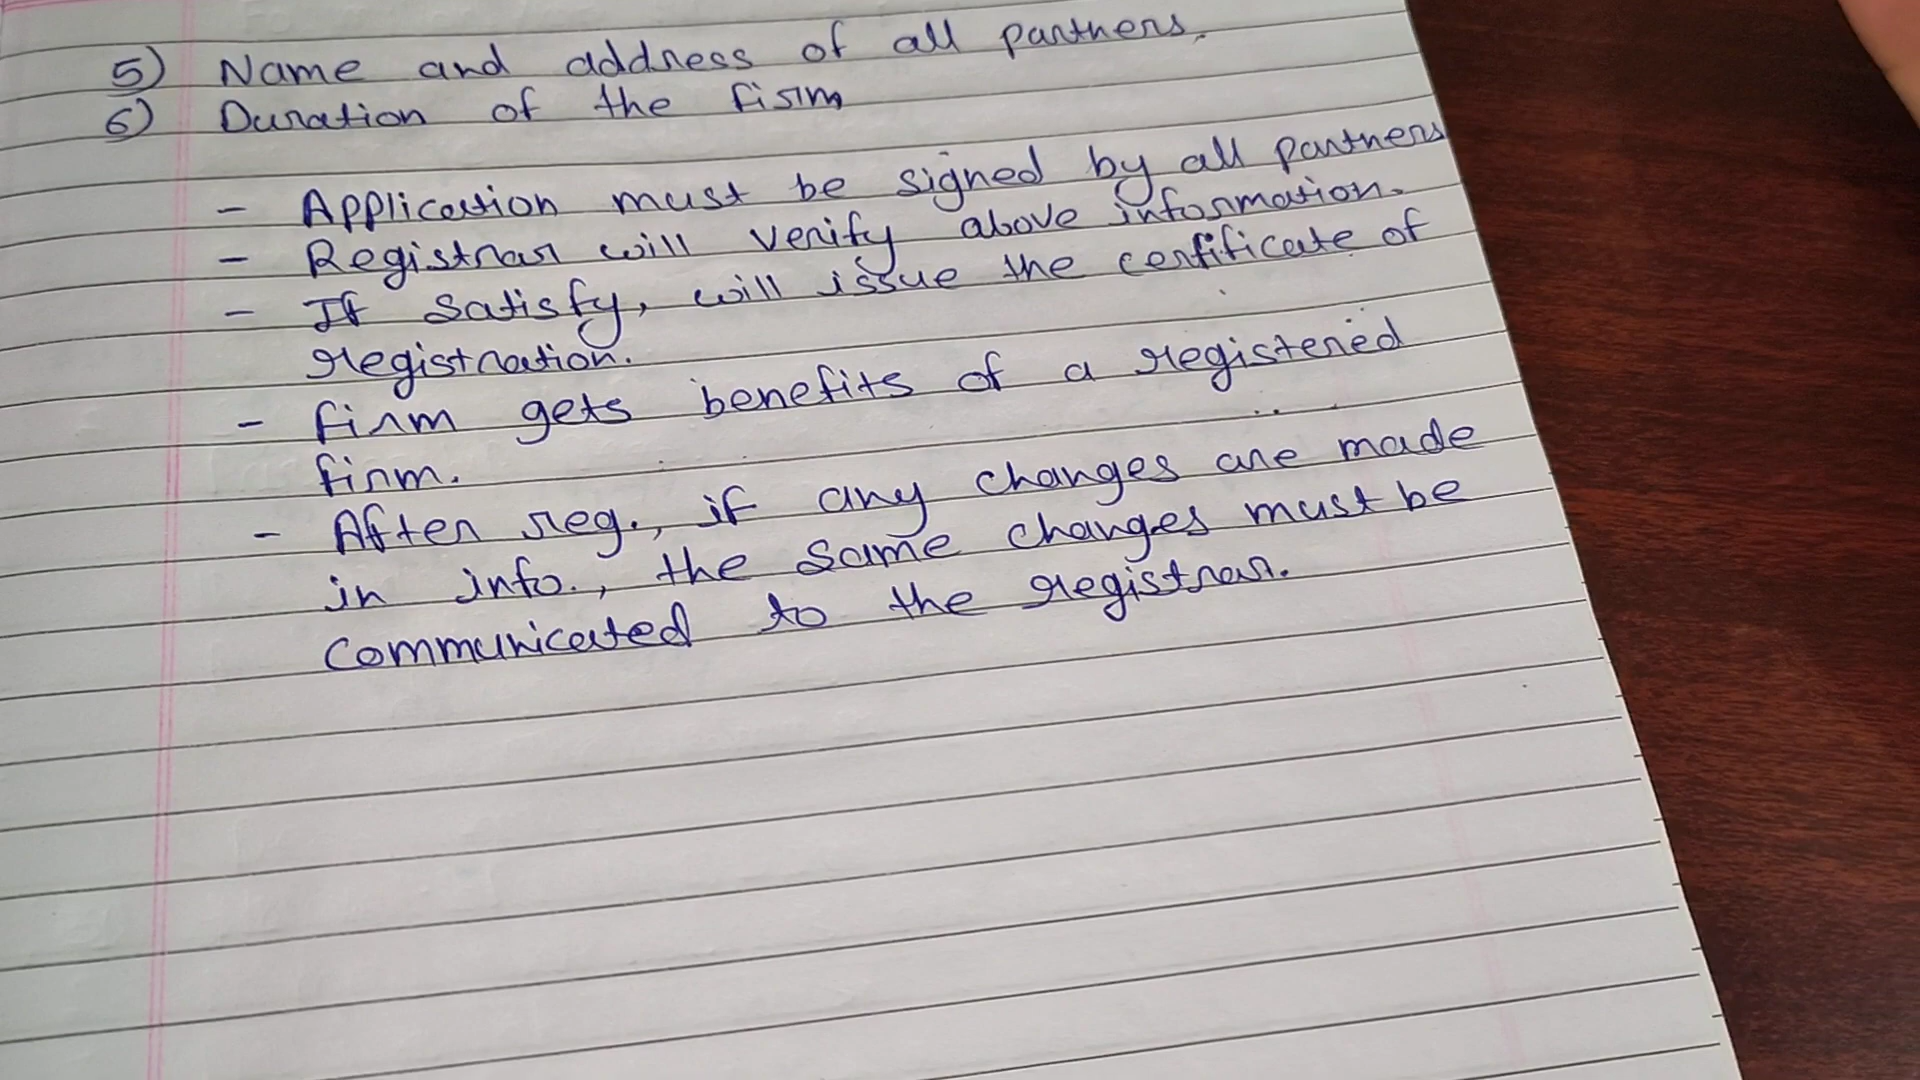 5) Name and address of all partners.
6) Duration of the firm
- Application must be signed by all partners
- Registrar will verify above information.
- If satisfy, will issue the certificate of
registration.
- firm gets benefits of a registered
firm.
- After reg., if any changes are made
in info., the same changes must be
communicated to the registrar.